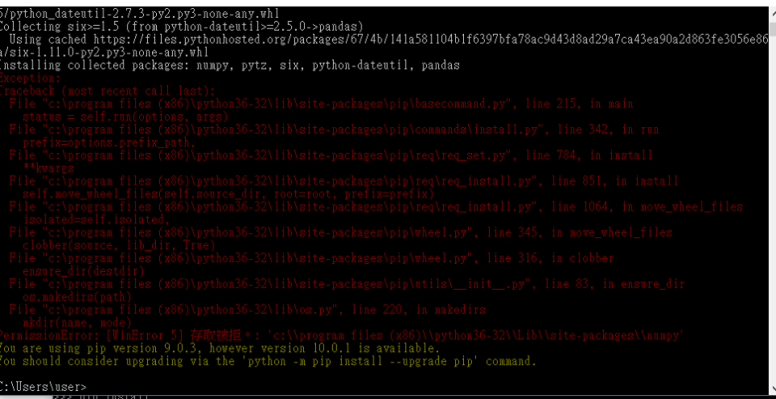 5/python_dateutil-2.7.3-py2.py3-none-any.whl
Collecting six>=1.5 (from python-dateutil>=2.5.0->pandas)
Using cached https://files.pythonhosted.org/packages/67/4b/141a581104b1f6397bfa78ac9d43d8ad29a7ca43ea90a2d863fe3056e86
a/six-1.11.0-py2.py3-none-any.whl
Installing collected packages: numpy, pytz, six, python-dateutil, pandas
Exception:
Traceback (most recent call last):
File "c:\program files (x86)\python36-32\lib\site-packages\pip\basecommand.py", line 215, in main
status = self.run(options, args)
File "c:\program files (x86)\python36-32\lib\site-packages\pip\commands\install.py", line 342, in run
prefix=options.prefix_path,
File "c:\program files (x86)\python36-32\lib\site-packages\pip\req\req_set.py", line 784, in install
**kwargs
File "c:\program files (x86)\python36-32\lib\site-packages\pip\req\req_install.py", line 851, in install
self.move_wheel_files(self.source_dir, root=root, prefix=prefix)
File "c:\program files (x86)\python36-32\lib\site-packages\pip\req\req_install.py", line 1064, in move_wheel_files
isolated=self.isolated,
File "c:\program files (x86)\python36-32\lib\site-packages\pip\wheel.py", line 345, in move_wheel_files
clobber(source, lib_dir, True)
File "c:\program files (x86)\python36-32\lib\site-packages\pip\wheel.py", line 316, in clobber
ensure_dir(destdir)
File "c:\program files (x86)\python36-32\lib\site-packages\pip\utils\__init__.py", line 83, in ensure_dir
os.makedirs(path)
File "c:\program files (x86)\python36-32\lib\os.py", line 220, in makedirs
mkdir(name, mode)
PermissionError: [WinError 5] 存取被拒。: 'c:\\program files (x86)\\python36-32\\Lib\\site-packages\\numpy'
You are using pip version 9.0.3, however version 10.0.1 is available.
You should consider upgrading via the 'python -m pip install --upgrade pip' command.
C:\Users\user>
>>> pip install